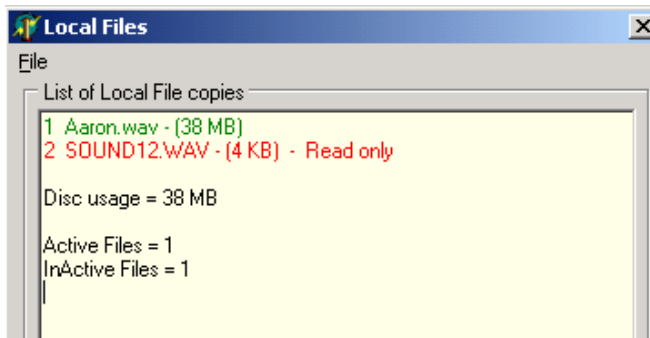 Local Files
File
List of Local File copies
1 Aaron.wav - (38 MB)
2 SOUND12.WAV - (4 KB) - Read only
Disc usage = 38 MB
Active Files = 1
InActive Files = 1